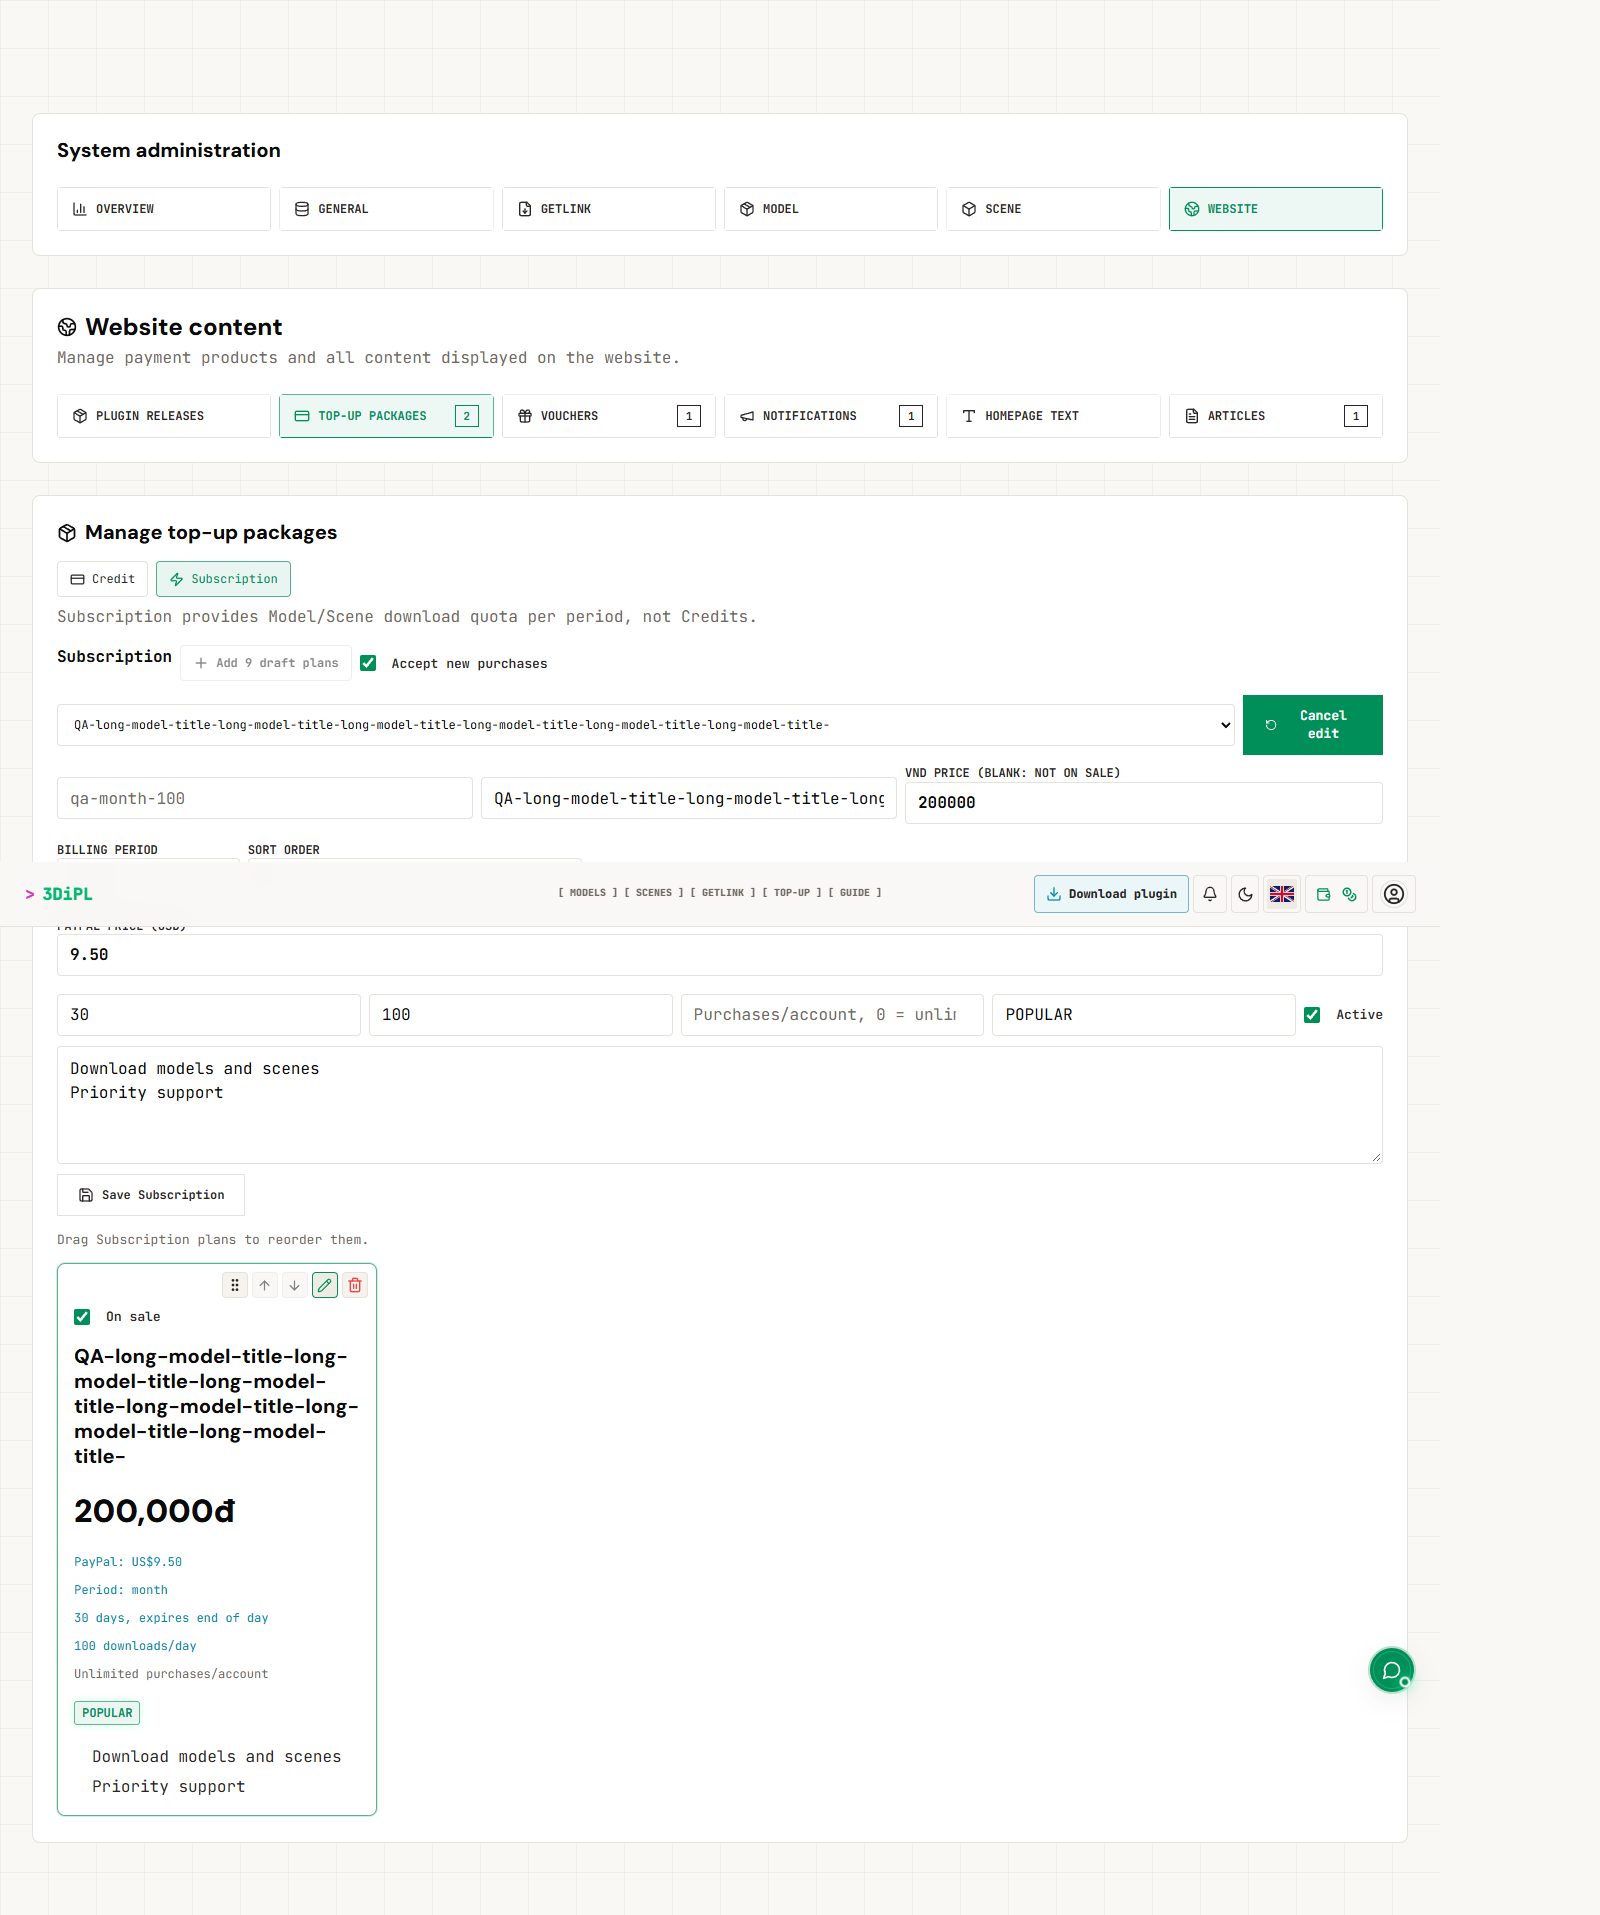 System administration
OVERVIEW
GENERAL
GETLINK
MODEL
SCENE
WEBSITE
Website content
Manage payment products and all content displayed on the website.
PLUGIN RELEASES
TOP-UP PACKAGES 2
VOUCHERS 1
NOTIFICATIONS 1
HOMEPAGE TEXT
ARTICLES 1
Manage top-up packages
Credit
Subscription
Subscription provides Model/Scene download quota per period, not Credits.
Subscription
Add 9 draft plans
Accept new purchases
QA-long-model-title-long-model-title-long-model-title-long-model-title-long-model-title-long-model-title-
Cancel
edit
qa-month-100
QA-long-model-title-long-model-title-long
VND PRICE (BLANK: NOT ON SALE)
200000
BILLING PERIOD
SORT ORDER
> 3DiPL
[ MODELS ] [ SCENES ] [ GETLINK ] [ TOP-UP ] [ GUIDE ]
Download plugin
PAYPAL PRICE (USD)
9.50
30
100
Purchases/account, 0 = unlir
POPULAR
Active
Download models and scenes
Priority support
Save Subscription
Drag Subscription plans to reorder them.
On sale
QA-long-model-title-long-
model-title-long-model-
title-long-model-title-long-
model-title-long-model-
title-
200,000đ
PayPal: US$9.50
Period: month
30 days, expires end of day
100 downloads/day
Unlimited purchases/account
POPULAR
Download models and scenes
Priority support